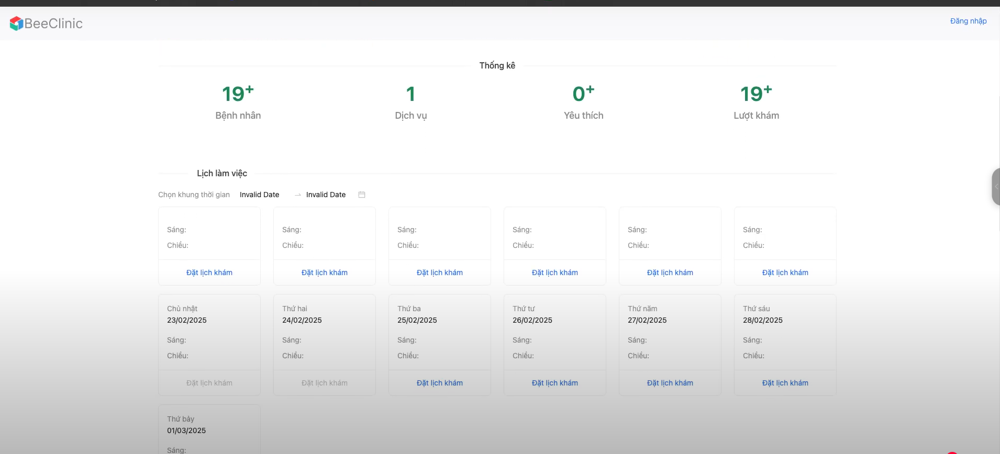 BeeClinic
Đăng nhập
Thống kê
19+ 1 0+ 19+
Bệnh nhân Dịch vụ Yêu thích Lượt khám
Lịch làm việc
Chọn khung thời gian Invalid Date → Invalid Date
Sáng: Sáng: Sáng: Sáng: Sáng: Sáng:
Chiều: Chiều: Chiều: Chiều: Chiều: Chiều:
Đặt lịch khám Đặt lịch khám Đặt lịch khám Đặt lịch khám Đặt lịch khám Đặt lịch khám
Chủ nhật Thứ hai Thứ ba Thứ tư Thứ năm Thứ sáu
23/02/2025 24/02/2025 25/02/2025 26/02/2025 27/02/2025 28/02/2025
Sáng: Sáng: Sáng: Sáng: Sáng: Sáng:
Chiều: Chiều: Chiều: Chiều: Chiều: Chiều:
Đặt lịch khám Đặt lịch khám Đặt lịch khám Đặt lịch khám Đặt lịch khám Đặt lịch khám
Thứ bảy
01/03/2025
Sáng: